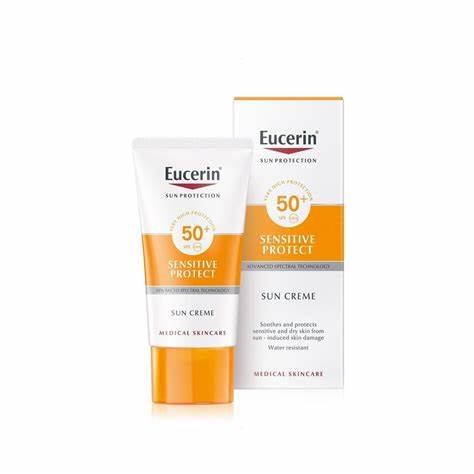 Eucerin®
SUN PROTECTION
VERY HIGH PROTECTION
50+
SPF
SENSITIVE
PROTECT
ADVANCED SPECTRAL TECHNOLOGY
SUN CREME
MEDICAL SKINCARE
Eucerin®
SUN PROTECTION
VERY HIGH PROTECTION
50+
SPF
SENSITIVE
PROTECT
ADVANCED SPECTRAL TECHNOLOGY
SUN CREME
Soothes and protects
sensitive and dry skin from
sun - induced skin damage
Water resistant
MEDICAL SKINCARE